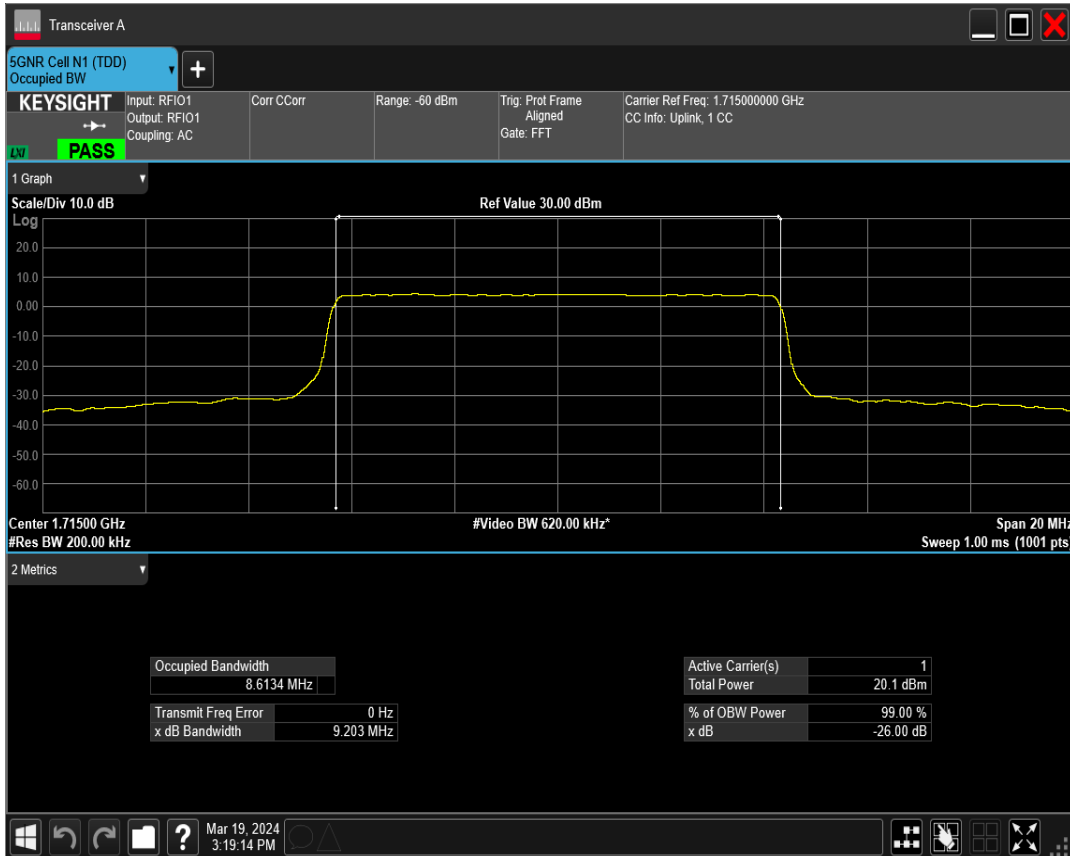 Transceiver A
5GNR Cell N1 (TDD)
Occupied BW
KEYSIGHT
LXI
PASS
Input: RFIO1
Output: RFIO1
Coupling: AC
Corr CCorr
Range: -60 dBm
Trig: Prot Frame
Aligned
Gate: FFT
Carrier Ref Freq: 1.715000000 GHz
CC Info: Uplink, 1 CC
1 Graph
Scale/Div 10.0 dB
Ref Value 30.00 dBm
Log
20.0
10.0
0.00
-10.0
-20.0
-30.0
-40.0
-50.0
-60.0
Center 1.71500 GHz
#Video BW 620.00 kHz*
Span 20 MHz
#Res BW 200.00 kHz
Sweep 1.00 ms (1001 pts)
2 Metrics
Occupied Bandwidth
8.6134 MHz
Transmit Freq Error 0 Hz
x dB Bandwidth 9.203 MHz
Active Carrier(s) 1
Total Power 20.1 dBm
% of OBW Power 99.00 %
x dB -26.00 dB
?
Mar 19, 2024
3:19:14 PM